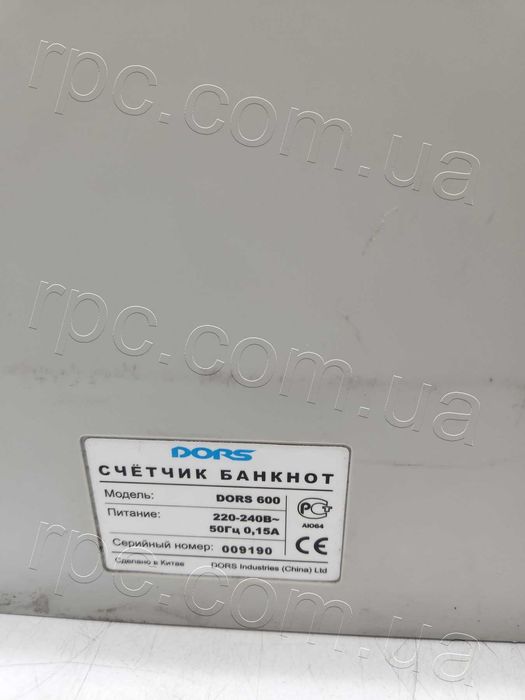 rpc.com.ua
rpc.com.ua
DORS
СЧЁТЧИК БАНКНОТ
Модель: DORS 600
Питание: 220-240В~
50Гц 0,15А
РСТ
АЮ64
Серийный номер: 009190
CE
Сделано в Китае DORS Industries (China) Ltd
rpc.com.ua